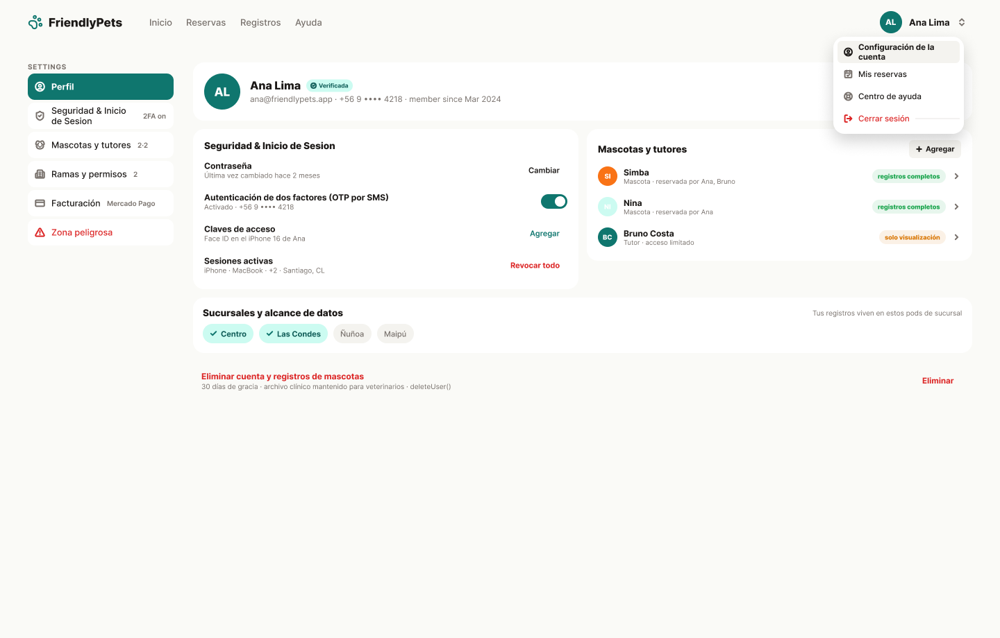 FriendlyPets
Inicio
Reservas
Registros
Ayuda
AL
Ana Lima
Configuración de la
cuenta
Mis reservas
Centro de ayuda
Cerrar sesión
SETTINGS
Perfil
Seguridad & Inicio
de Sesion
2FA on
Mascotas y tutores
2·2
Ramas y permisos
2
Facturación
Mercado Pago
Zona peligrosa
AL
Ana Lima
Verificada
ana@friendlypets.app · +56 9 •••• 4218 · member since Mar 2024
Seguridad & Inicio de Sesion
Contraseña
Última vez cambiado hace 2 meses
Cambiar
Autenticación de dos factores (OTP por SMS)
Activado · +56 9 •••• 4218
Claves de acceso
Face ID en el iPhone 16 de Ana
Agregar
Sesiones activas
iPhone · MacBook · +2 · Santiago, CL
Revocar todo
Mascotas y tutores
+ Agregar
SI
Simba
Mascota · reservada por Ana, Bruno
registros completos
NI
Nina
Mascota · reservada por Ana
registros completos
BC
Bruno Costa
Tutor · acceso limitado
solo visualización
Sucursales y alcance de datos
Tus registros viven en estos pods de sucursal
Centro
Las Condes
Ñuñoa
Maipú
Eliminar cuenta y registros de mascotas
30 días de gracia · archivo clínico mantenido para veterinarios · deleteUser()
Eliminar